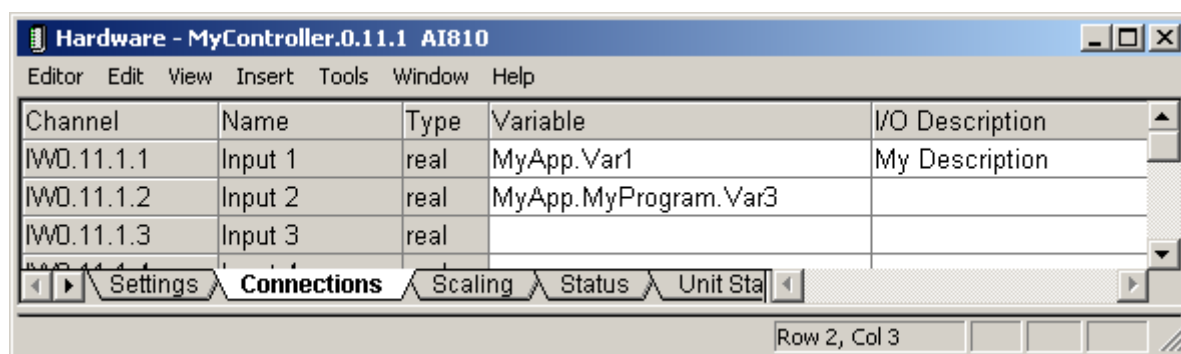 Hardware - MyController.0.11.1 AI810
Editor Edit View Insert Tools Window Help
Channel Name Type Variable I/O Description
IW0.11.1.1 Input 1 real MyApp.Var1 My Description
IW0.11.1.2 Input 2 real MyApp.MyProgram.Var3
IW0.11.1.3 Input 3 real
Settings Connections Scaling Status Unit Sta
Row 2, Col 3